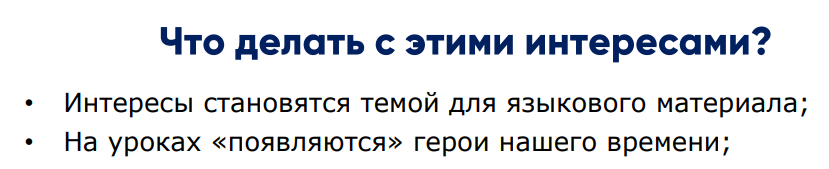 Что делать с этими интересами?
• Интересы становятся темой для языкового материала;
• На уроках «появляются» герои нашего времени;